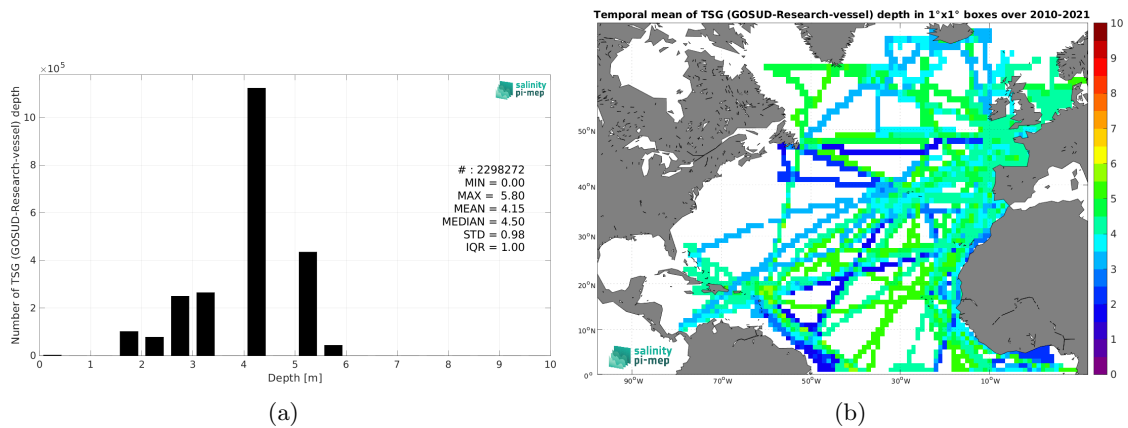 ×10⁵
10
8
6
4
2
0
Number of TSG (GOSUD-Research-vessel) depth
salinity
pi-mep
# : 2298272
MIN = 0.00
MAX = 5.80
MEAN = 4.15
MEDIAN = 4.50
STD = 0.98
IQR = 1.00
0 1 2 3 4 5 6 7 8 9 10
Depth [m]
(a)
Temporal mean of TSG (GOSUD-Research-vessel) depth in 1°x1° boxes over 2010-2021
50°N
40°N
30°N
20°N
10°N
0°
90°W 70°W 50°W 30°W 10°W
salinity
pi-mep
10
9
8
7
6
5
4
3
2
1
0
(b)